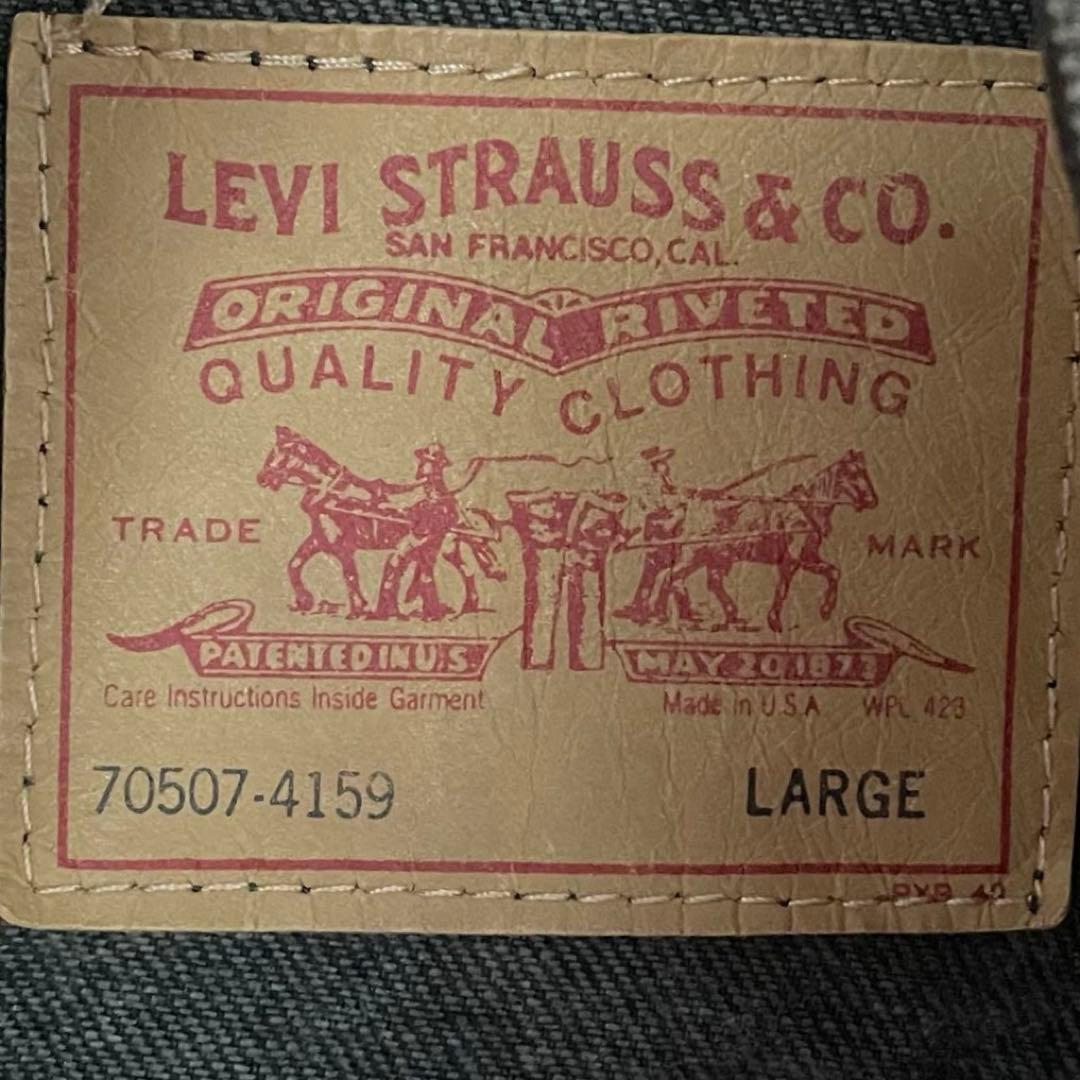 LEVI STRAUSS & CO.
SAN FRANCISCO, CAL.
ORIGINAL RIVETED
QUALITY CLOTHING
TRADE MARK
PATENTED IN U.S. MAY 20 1873
Care Instructions Inside Garment Made in U.S.A. WPL 423
70507-4159 LARGE